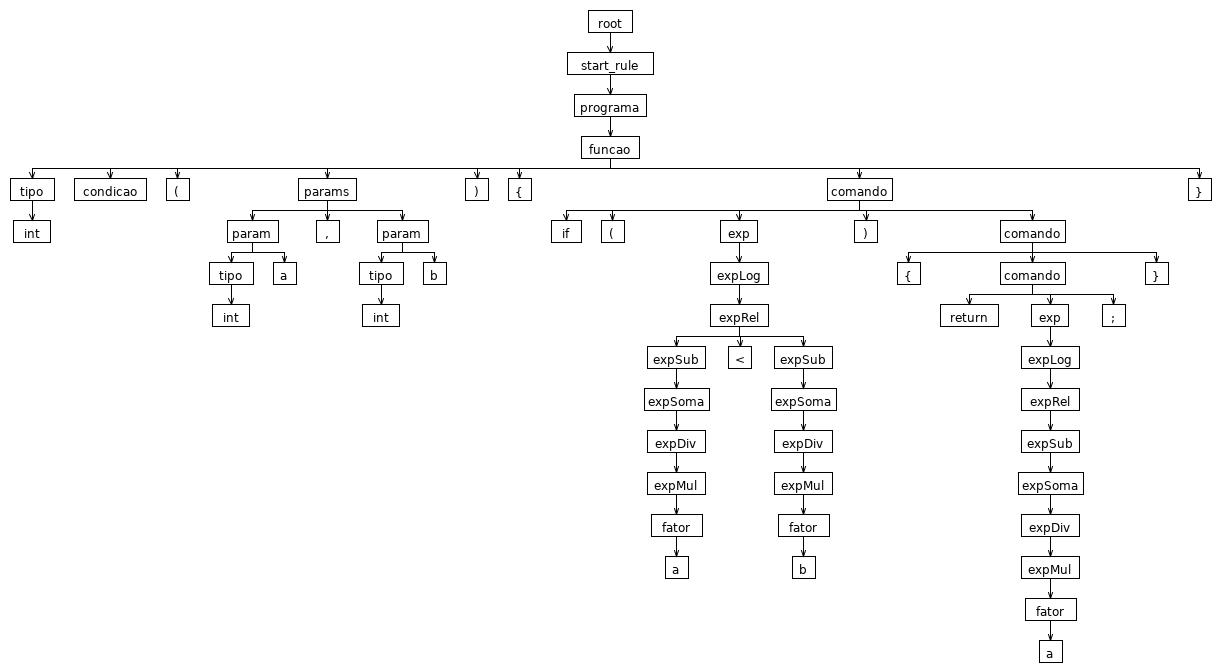 root
start_rule
programa
funcao
tipo condicao ( params ) { comando }
int param , param if ( exp ) comando
tipo a tipo b expLog { comando }
int int expRel return exp ;
expSub < expSub expLog
expSoma expSoma expRel
expDiv expDiv expSub
expMul expMul expSoma
fator fator expDiv
a b expMul
fator
a